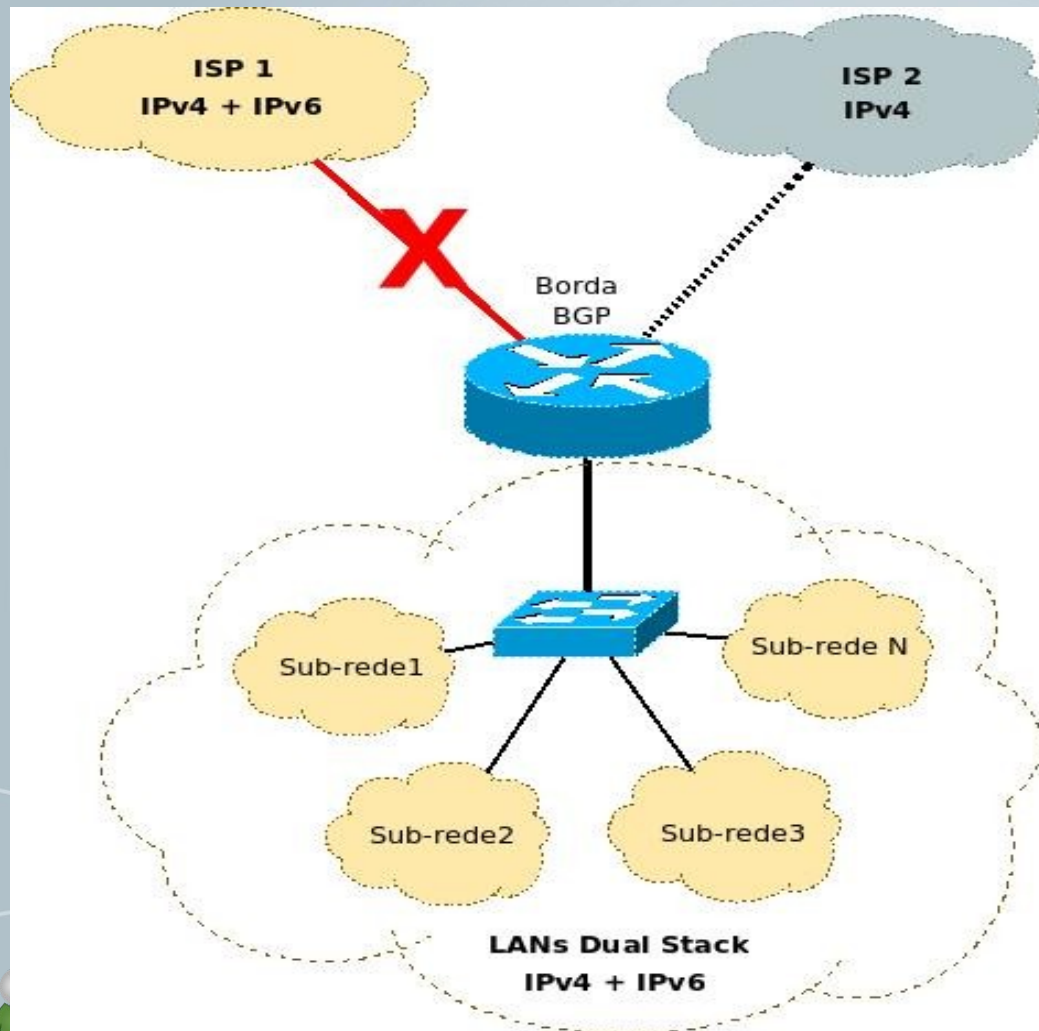 ISP 1
IPv4 + IPv6
ISP 2
IPv4
X
Borda
BGP
Sub-rede1
Sub-rede N
Sub-rede2
Sub-rede3
LANs Dual Stack
IPv4 + IPv6